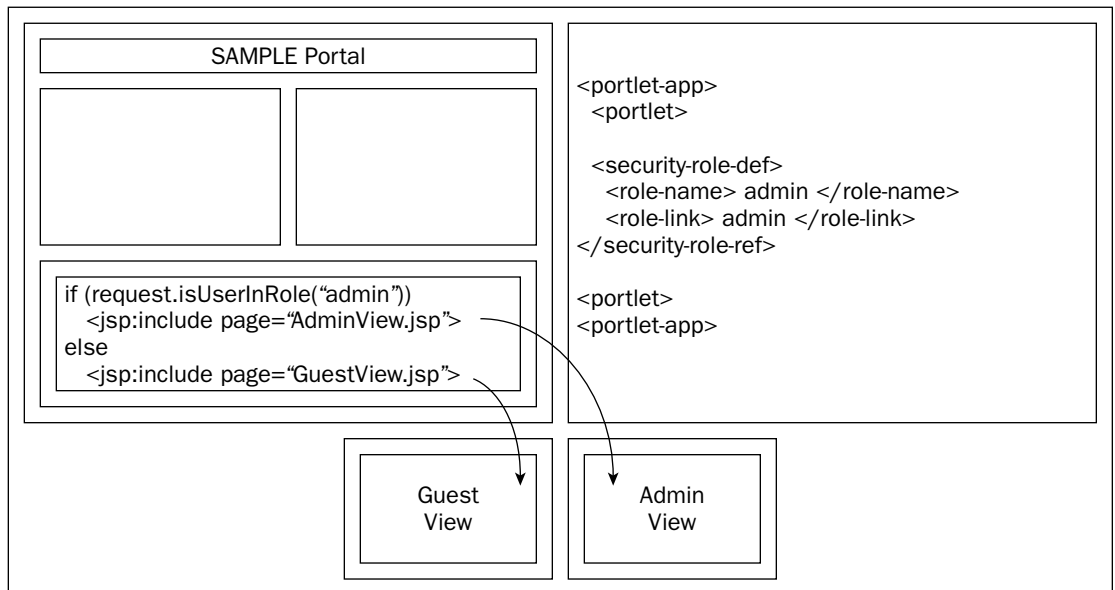 SAMPLE Portal
if (request.isUserInRole(“admin”))
<jsp:include page=“AdminView.jsp”>
else
<jsp:include page=“GuestView.jsp”>
<portlet-app>
<portlet>
<security-role-def>
<role-name> admin </role-name>
<role-link> admin </role-link>
</security-role-ref>
<portlet>
<portlet-app>
Guest
View
Admin
View